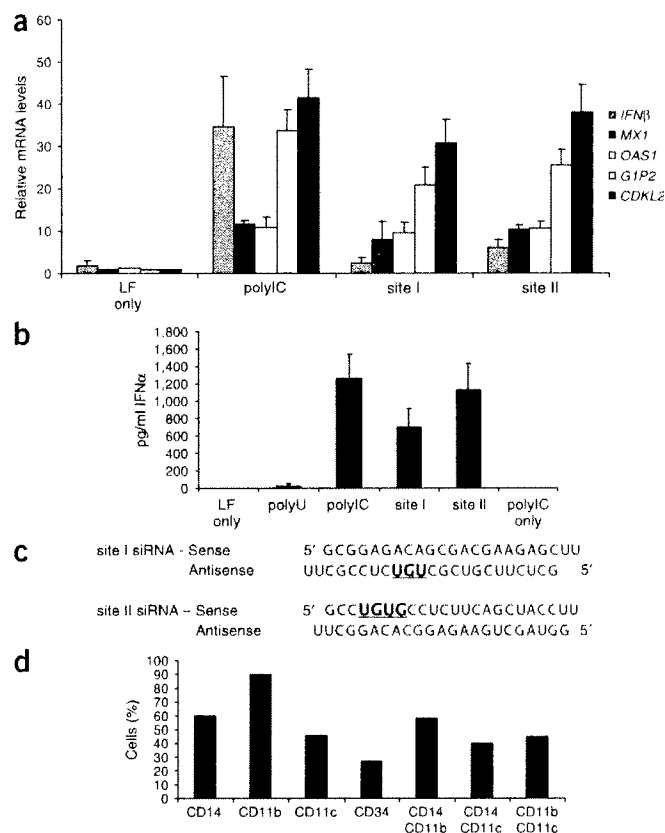 a
Relative mRNA levels
50
40
30
20
10
0
LF only
polyIC
site I
site II
IFNβ
MX1
OAS1
G1P2
CDKL2
b
pg/ml IFNα
1,800
1,600
1,400
1,200
1,000
800
600
400
200
0
LF only
polyU
polyIC
site I
site II
polyIC only
c
site I siRNA - Sense 5′ GCGGAGACAGCGACGAAGAGCUU
Antisense UUCGCCUCUGUCGCUGCUUCUCG 5′
site II siRNA – Sense 5′ GCCUGUGCCUCUUCAGCUACCUU
Antisense UUCGGACACGGAGAAGUCGAUGG 5′
d
Cells (%)
100
90
80
70
60
50
40
30
20
10
0
CD14
CD11b
CD11c
CD34
CD14 CD11b
CD14 CD11c
CD11b CD11c